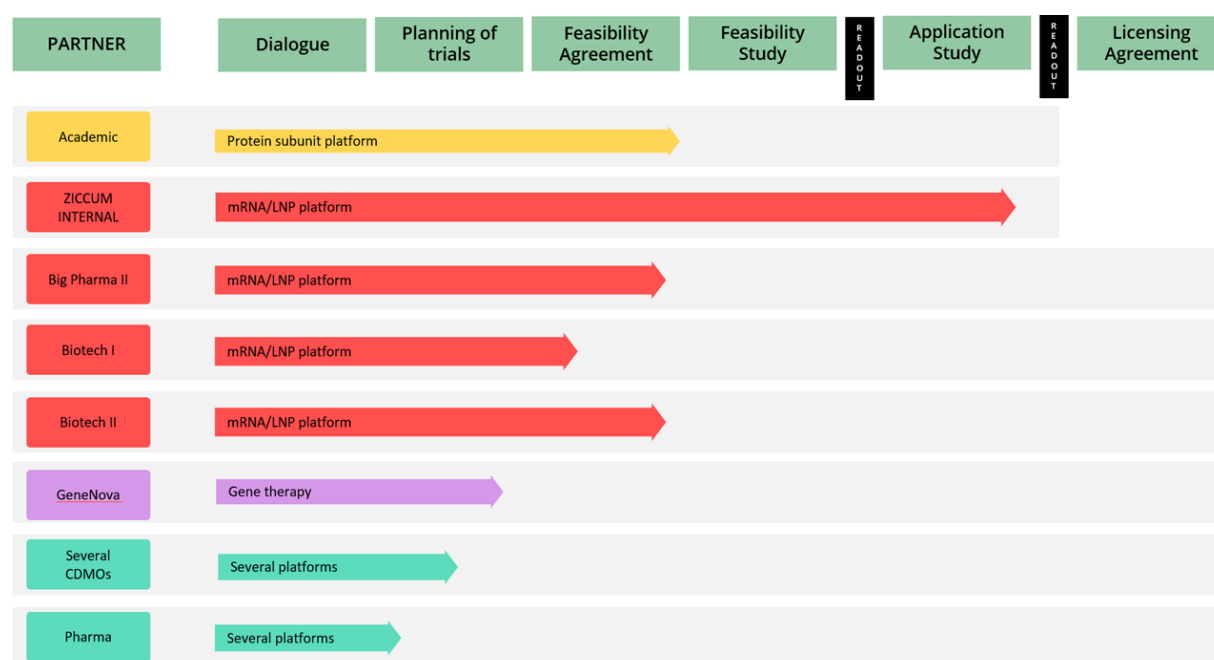 PARTNER
Dialogue
Planning of
trials
Feasibility
Agreement
Feasibility
Study
READOUT
Application
Study
READOUT
Licensing
Agreement
Academic
Protein subunit platform
ZICCUM
INTERNAL
mRNA/LNP platform
Big Pharma II
mRNA/LNP platform
Biotech I
mRNA/LNP platform
Biotech II
mRNA/LNP platform
GeneNova
Gene therapy
Several
CDMOs
Several platforms
Pharma
Several platforms